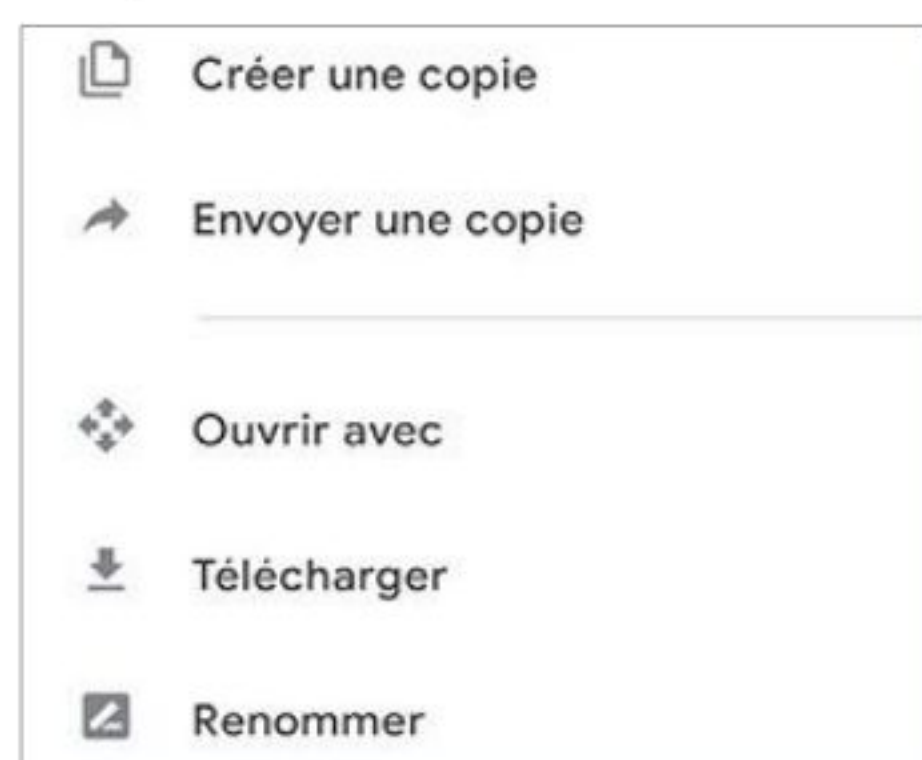 Créer une copie
Envoyer une copie
Ouvrir avec
Télécharger
Renommer